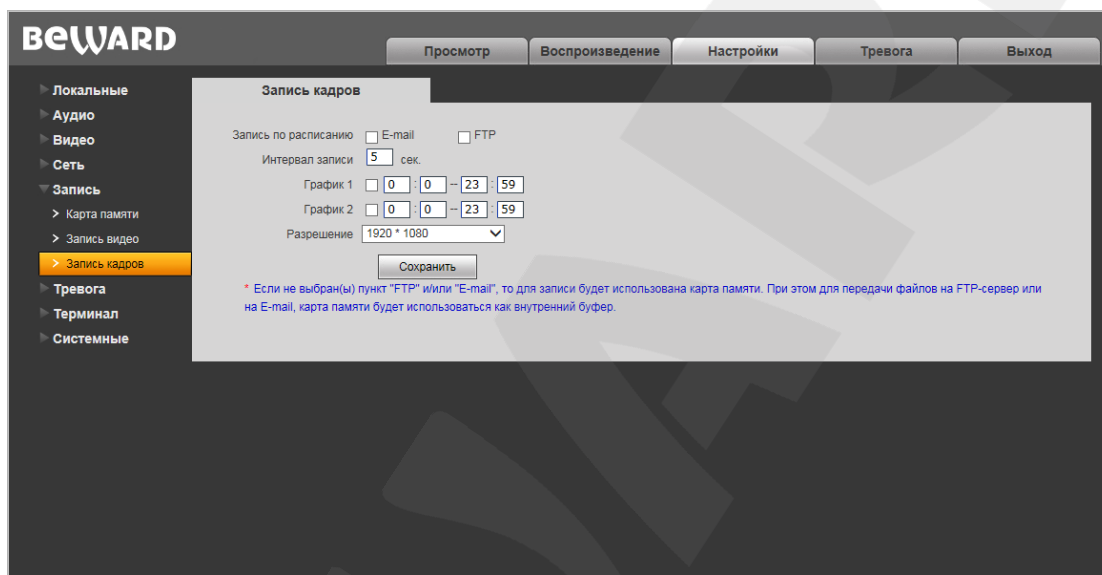 BEWARD
Просмотр Воспроизведение Настройки Тревога Выход
Локальные
Аудио
Видео
Сеть
Запись
> Карта памяти
> Запись видео
> Запись кадров
Тревога
Терминал
Системные
Запись кадров
Запись по расписанию E-mail FTP
Интервал записи 5 сек.
График 1 0 : 0 -- 23 : 59
График 2 0 : 0 -- 23 : 59
Разрешение 1920 * 1080
Сохранить
* Если не выбран(ы) пункт "FTP" и/или "E-mail", то для записи будет использована карта памяти. При этом для передачи файлов на FTP-сервер или
на E-mail, карта памяти будет использоваться как внутренний буфер.